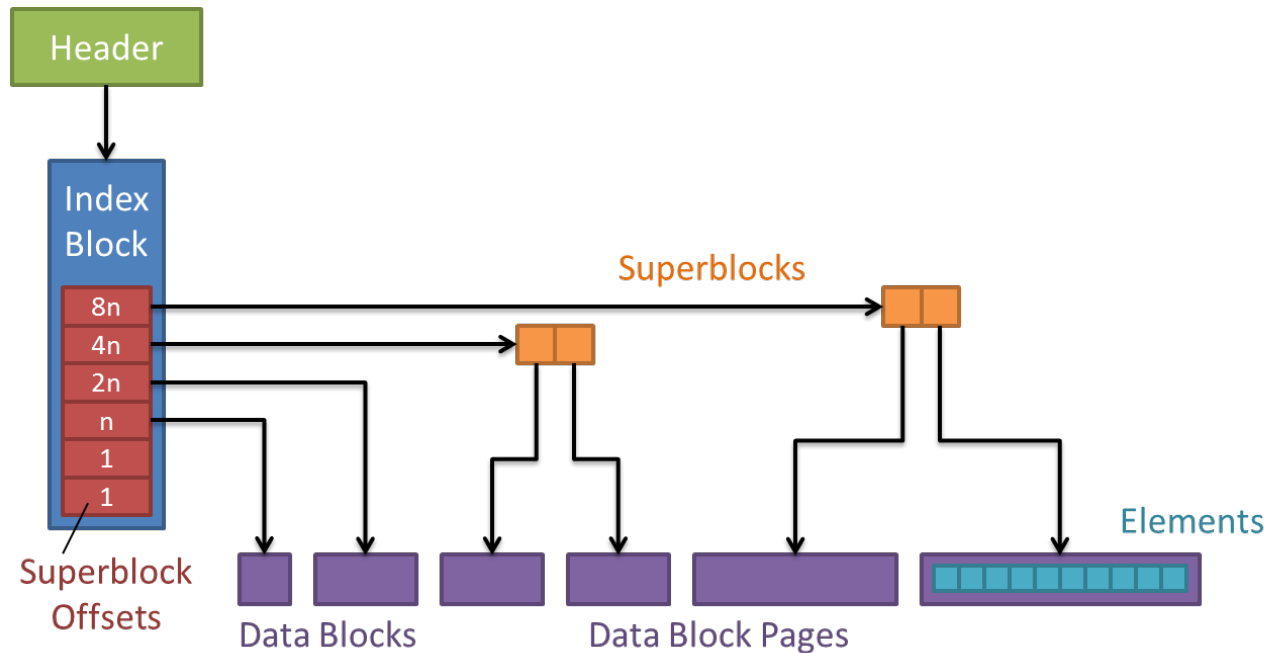 Header
Index
Block
Superblocks
8n
4n
2n
n
1
1
Elements
Superblock
Offsets
Data Blocks
Data Block Pages